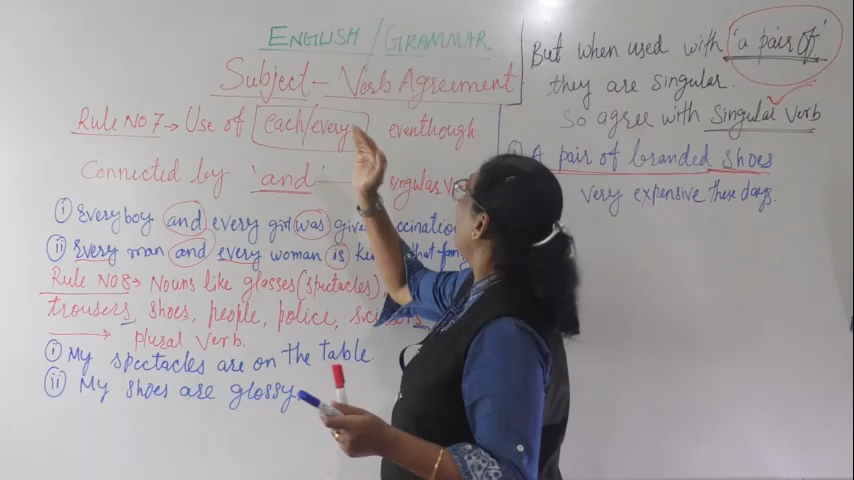 ENGLISH / GRAMMAR
Subject - Verb Agreement
Rule No 7 → Use of each/every eventhough
Connected by 'and' singular
i Every boy and every girl was given
ii Every man and every woman is
Rule No 8 → Nouns like glasses (spectacles),
trousers, shoes, people, police, scissors
→ plural verb.
i My spectacles are on the table.
ii My shoes are glossy.
But when used with 'a pair of'
they are singular.
So agree with singular verb
A pair of branded shoes
very expensive these days.